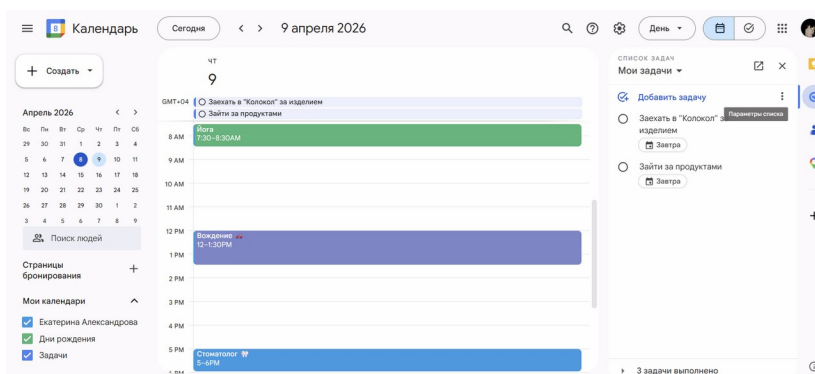 8
Календарь
Сегодня
9 апреля 2026
День
Создать
Апрель 2026
Вс Пн Вт Ср Чт Пт Сб
29 30 31 1 2 3 4
5 6 7 8 9 10 11
12 13 14 15 16 17 18
19 20 21 22 23 24 25
26 27 28 29 30 1 2
3 4 5 6 7 8 9
Поиск людей
Страницы
бронирования
Мои календари
Екатерина Александрова
Дни рождения
Задачи
ЧТ
9
GMT+04
Заехать в "Колокол" за изделием
Зайти за продуктами
8 AM
Йога
7:30–8:30AM
9 AM
10 AM
11 AM
12 PM
Вождение
12–1:30PM
1 PM
2 PM
3 PM
4 PM
5 PM
Стоматолог
5–6PM
СПИСОК ЗАДАЧ
Мои задачи
Добавить задачу
Параметры списка
Заехать в "Колокол"
изделием
Завтра
Зайти за продуктами
Завтра
3 задачи выполнено